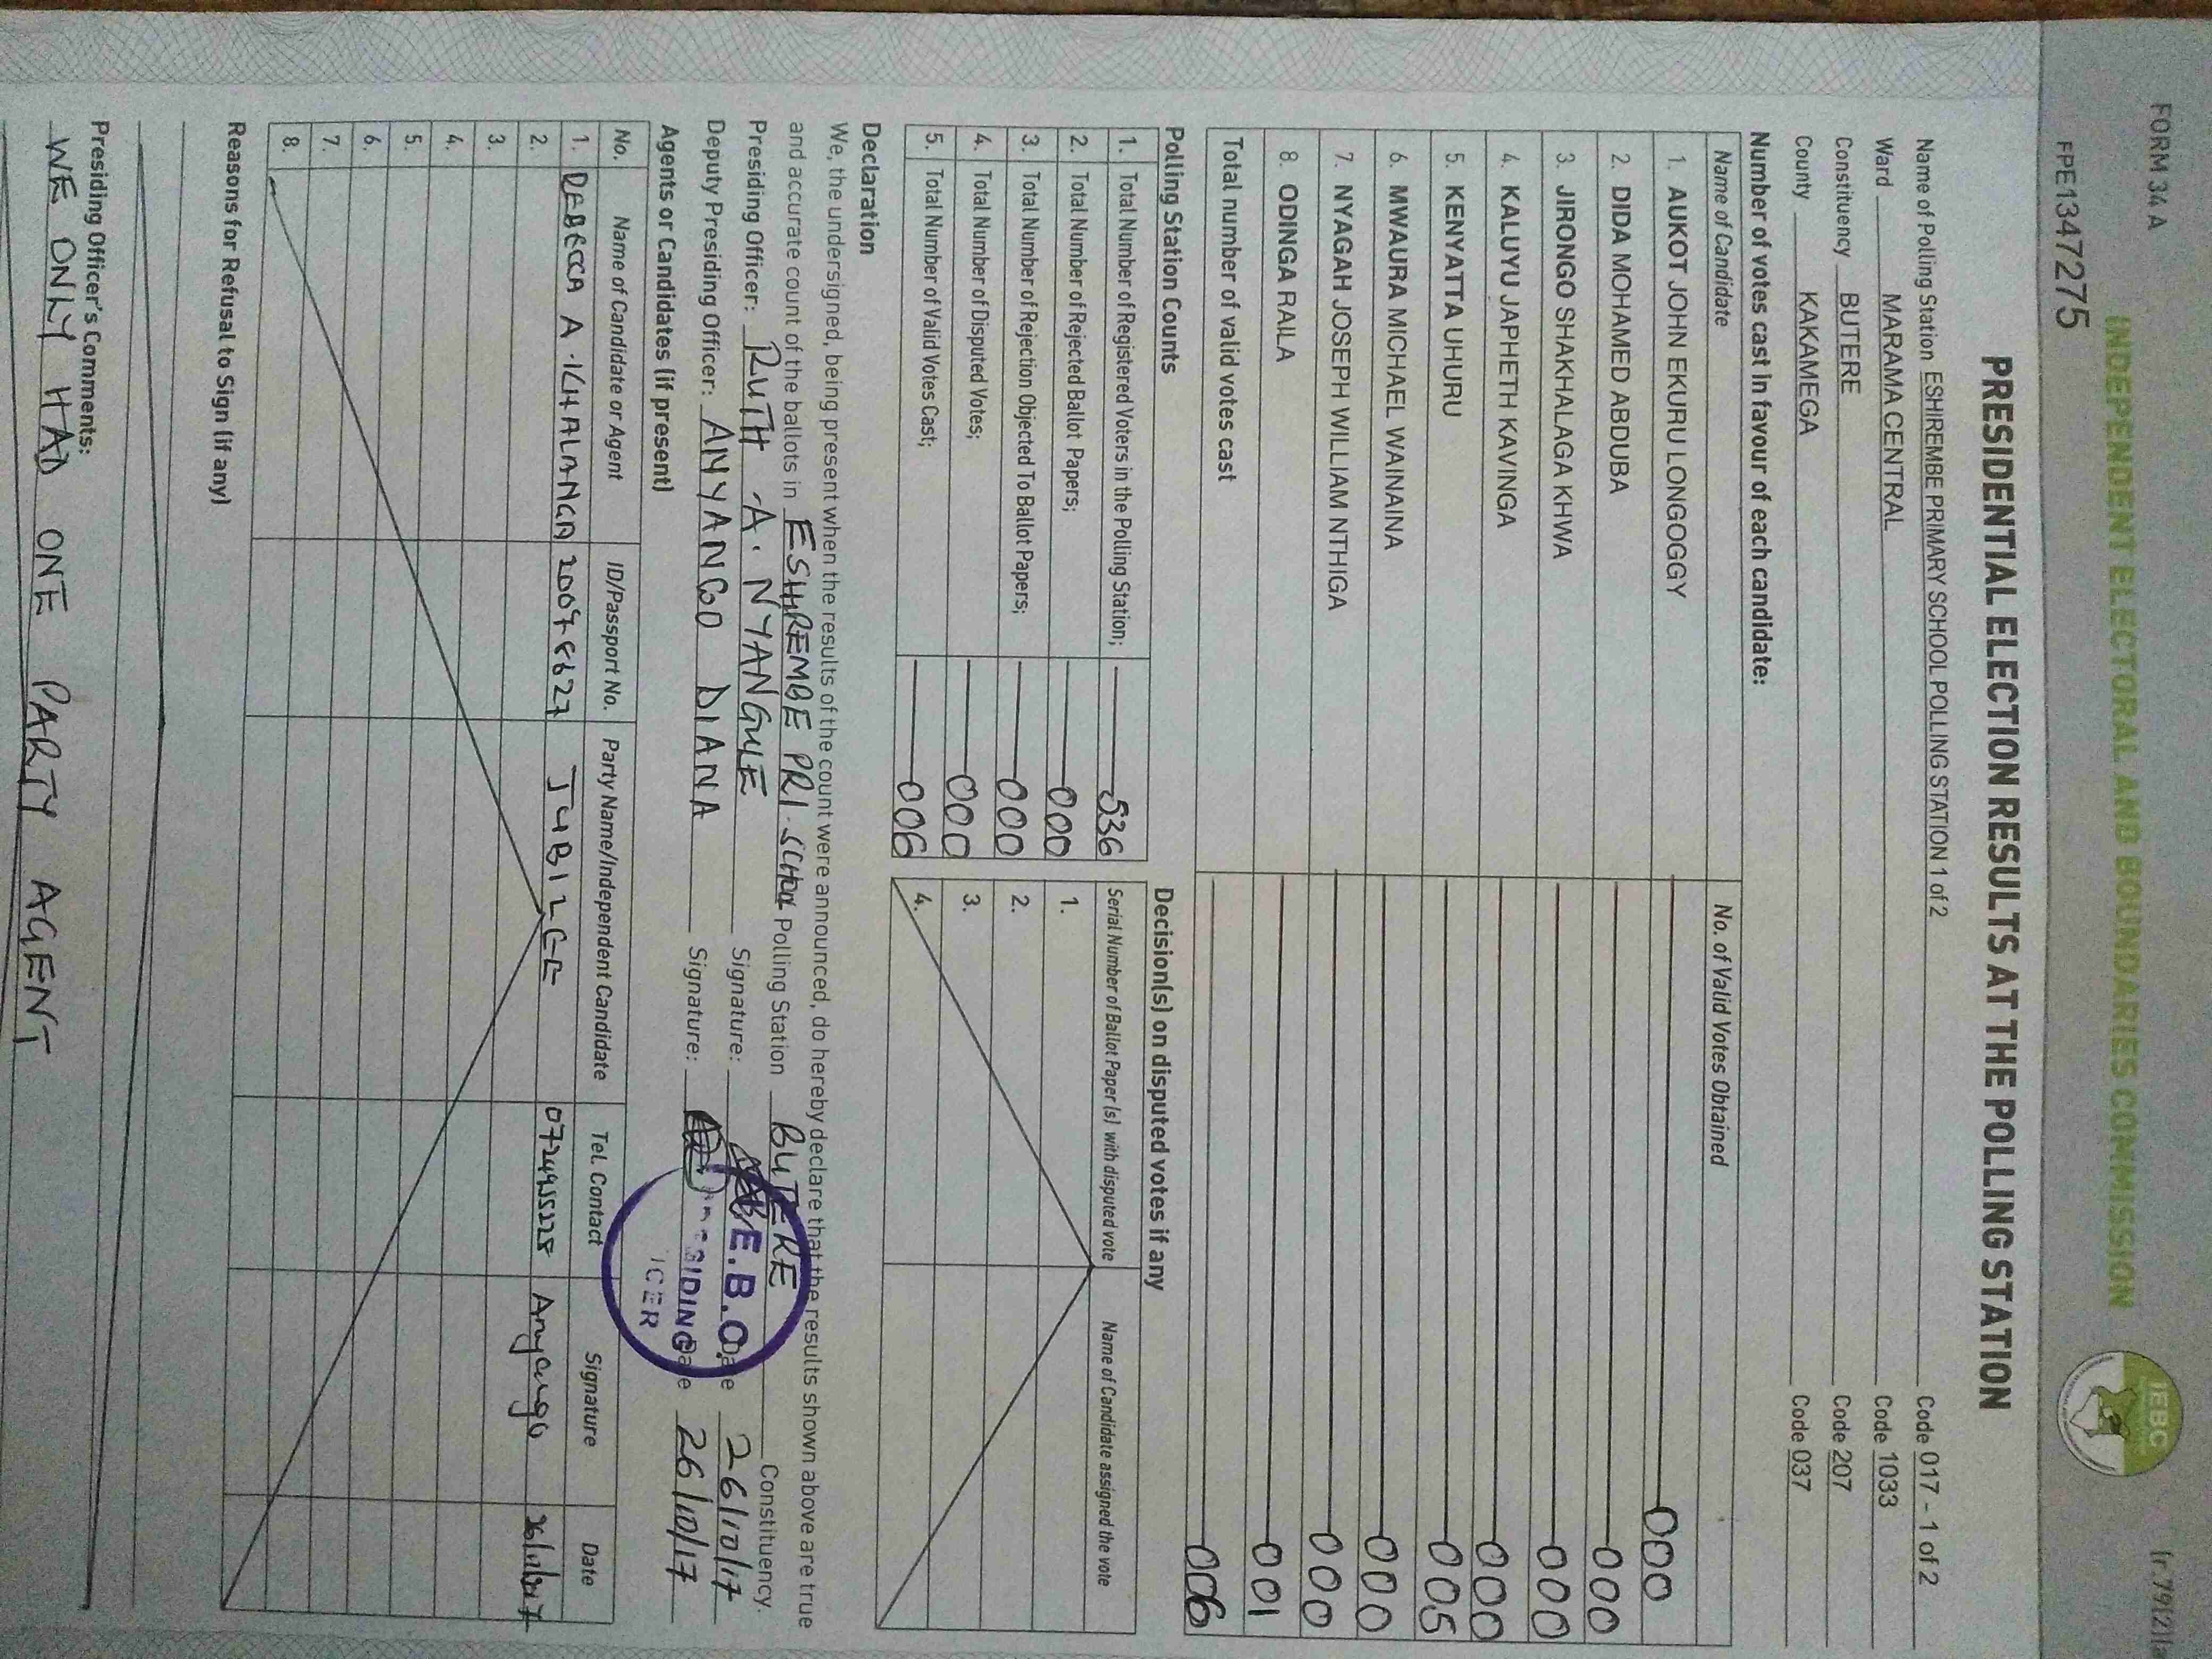 FORM 34 A
(r.79(2)(a
INDEPENDENT ELECTORAL AND BOUNDARIES COMMISSION
IEBC
FPE1347275
PRESIDENTIAL ELECTION RESULTS AT THE POLLING STATION
Name of Polling Station ESHIREMBE PRIMARY SCHOOL POLLING STATION 1 of 2 Code 017 - 1 of 2
Ward MARAMA CENTRAL Code 1033
Constituency BUTERE Code 207
County KAKAMEGA Code 037
Number of votes cast in favour of each candidate:
Name of Candidate No. of Valid Votes Obtained
1. AUKOT JOHN EKURU LONGOGGY 000
2. DIDA MOHAMED ABDUBA 000
3. JIRONGO SHAKHALAGA KHWA 000
4. KALUYU JAPHETH KAVINGA 000
5. KENYATTA UHURU 005
6. MWAURA MICHAEL WAINAINA 000
7. NYAGAH JOSEPH WILLIAM NTHIGA 000
8. ODINGA RAILA 001
Total number of valid votes cast 006
Polling Station Counts
1. Total Number of Registered Voters in the Polling Station; 536
2. Total Number of Rejected Ballot Papers; 000
3. Total Number of Rejection Objected To Ballot Papers; 000
4. Total Number of Disputed Votes; 000
5. Total Number of Valid Votes Cast; 006
Decision(s) on disputed votes if any
Serial Number of Ballot Paper (s) with disputed vote Name of Candidate assigned the vote
1.
2.
3.
4.
Declaration
We, the undersigned, being present when the results of the count were announced, do hereby declare that the results shown above are true
and accurate count of the ballots in ESHIREMBE PRI. SCHOOL Polling Station BUTERE Constituency.
Presiding Officer: RUTH A. NYANGULE Signature: Date 26/10/17
Deputy Presiding Officer: ANYANGO DIANA Signature: Date 26/10/17
E.B.C
SIDING
ICER
Agents or Candidates (if present)
No. Name of Candidate or Agent ID/Passport No. Party Name/Independent Candidate Tel. Contact Signature Date
1. A. JUBILEE 0724955228 Anyango
2.
3.
4.
5.
6.
7.
8.
Reasons for Refusal to Sign (if any)
Presiding Officer's Comments:
WE ONLY HAD ONE PARTY AGENT